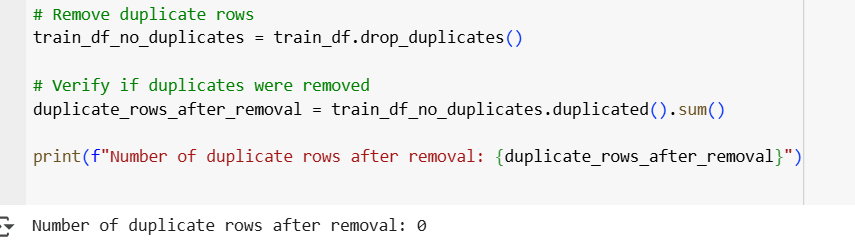 # Remove duplicate rows
train_df_no_duplicates = train_df.drop_duplicates()
# Verify if duplicates were removed
duplicate_rows_after_removal = train_df_no_duplicates.duplicated().sum()
print(f"Number of duplicate rows after removal: {duplicate_rows_after_removal}")
Number of duplicate rows after removal: 0